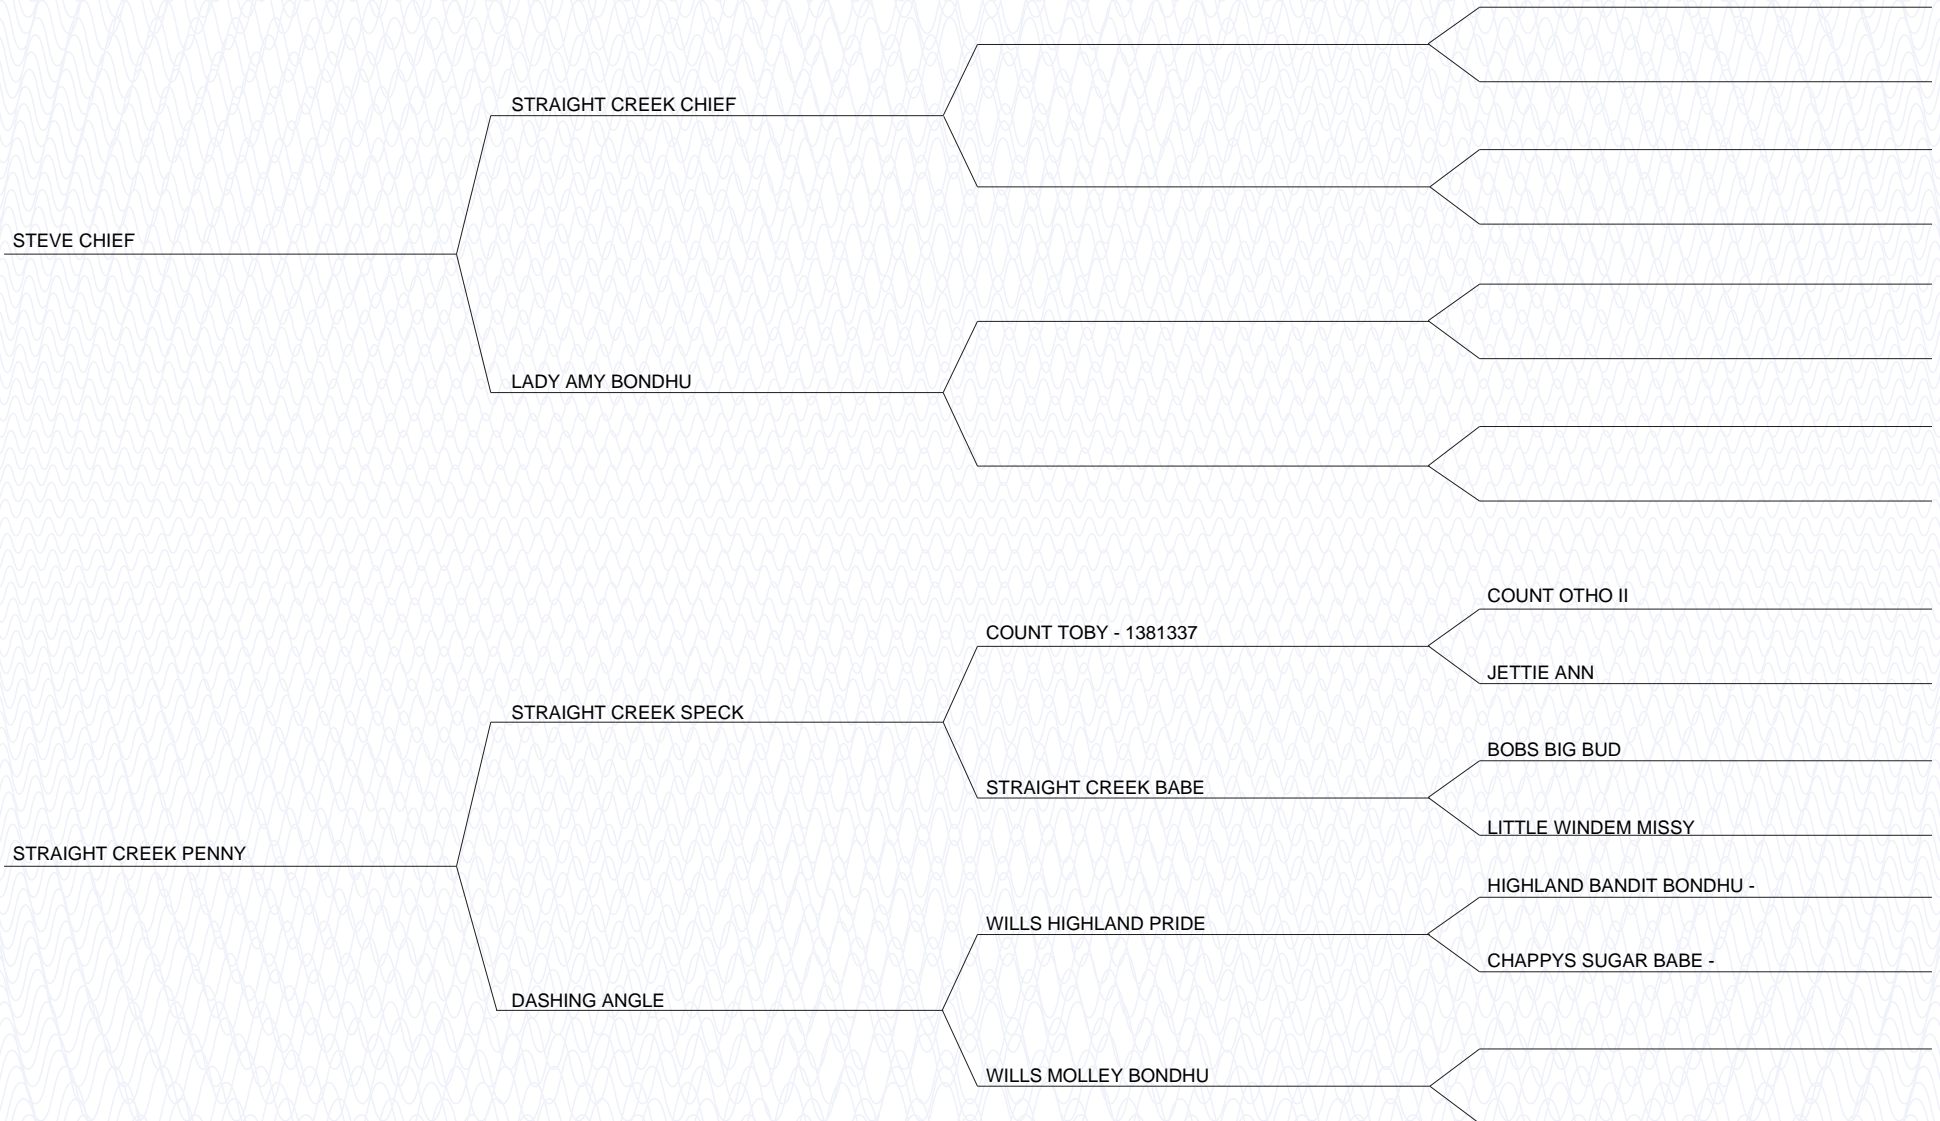 STRAIGHT CREEK CHIEF
STEVE CHIEF
LADY AMY BONDHU
COUNT OTHO II
COUNT TOBY - 1381337
JETTIE ANN
STRAIGHT CREEK SPECK
BOBS BIG BUD
STRAIGHT CREEK BABE
LITTLE WINDEM MISSY
STRAIGHT CREEK PENNY
HIGHLAND BANDIT BONDHU -
WILLS HIGHLAND PRIDE
CHAPPYS SUGAR BABE -
DASHING ANGLE
WILLS MOLLEY BONDHU